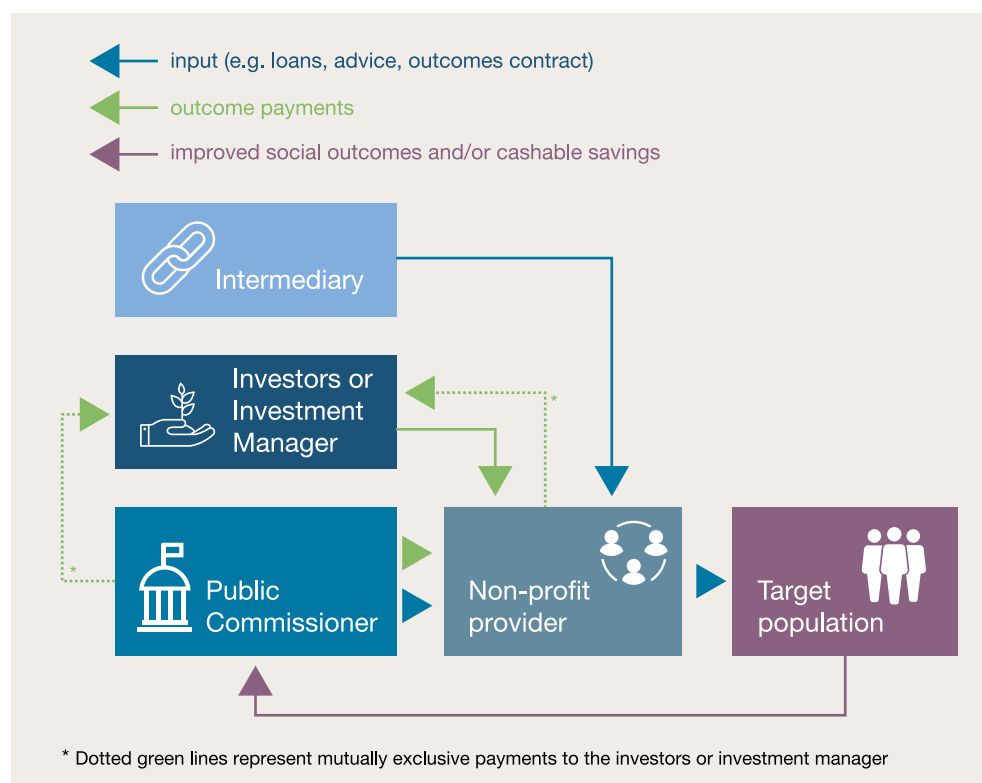 input (e.g. loans, advice, outcomes contract)
outcome payments
improved social outcomes and/or cashable savings
Intermediary
Investors or
Investment
Manager
*
*
Public
Commissioner
Non-profit
provider
Target
population
* Dotted green lines represent mutually exclusive payments to the investors or investment manager